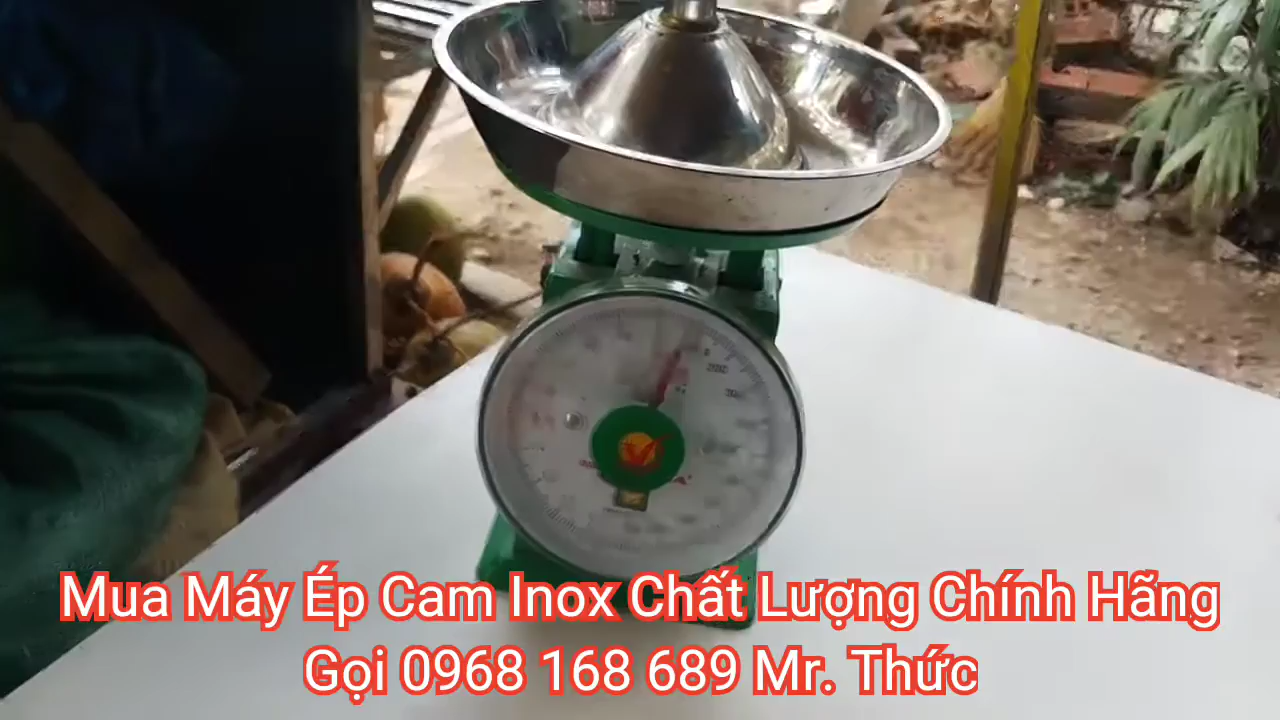 Mua Máy Ép Cam Inox Chất Lượng Chính Hãng
Gọi 0968 168 689 Mr. Thức